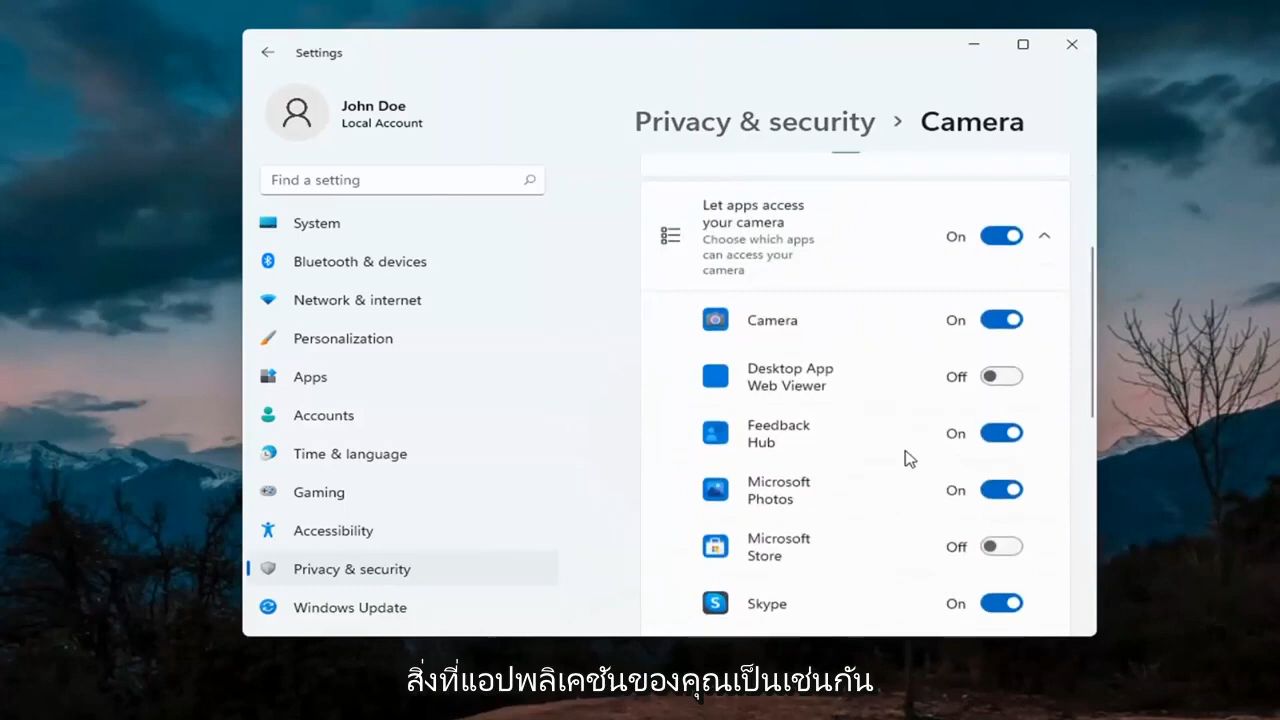 Settings
John Doe
Local Account
Find a setting
System
Bluetooth & devices
Network & internet
Personalization
Apps
Accounts
Time & language
Gaming
Accessibility
Privacy & security
Windows Update
Privacy & security > Camera
Let apps access
your camera
Choose which apps
can access your
camera
On
Camera
On
Desktop App
Web Viewer
Off
Feedback
Hub
On
Microsoft
Photos
On
Microsoft
Store
Off
Skype
On
สิ่งที่แอปพลิเคชันของคุณเป็นเช่นกัน